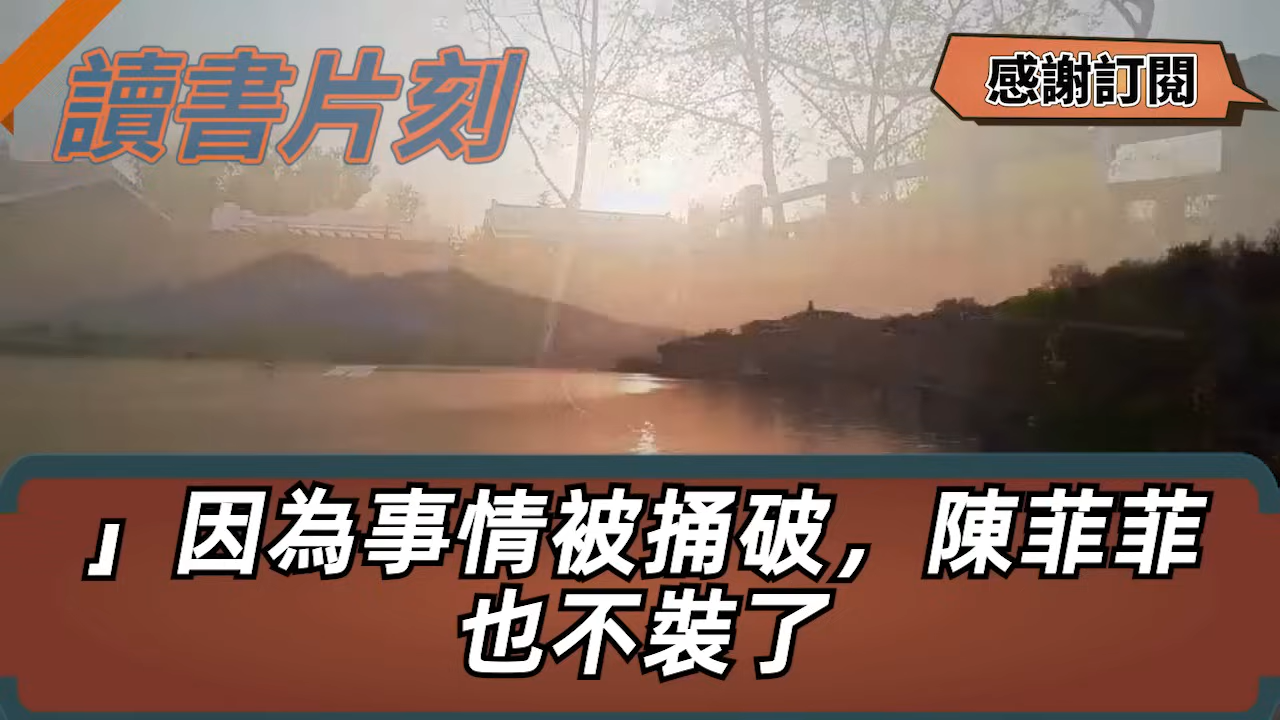 讀書片刻
感謝訂閱
」因為事情被捅破，陳菲菲
也不裝了